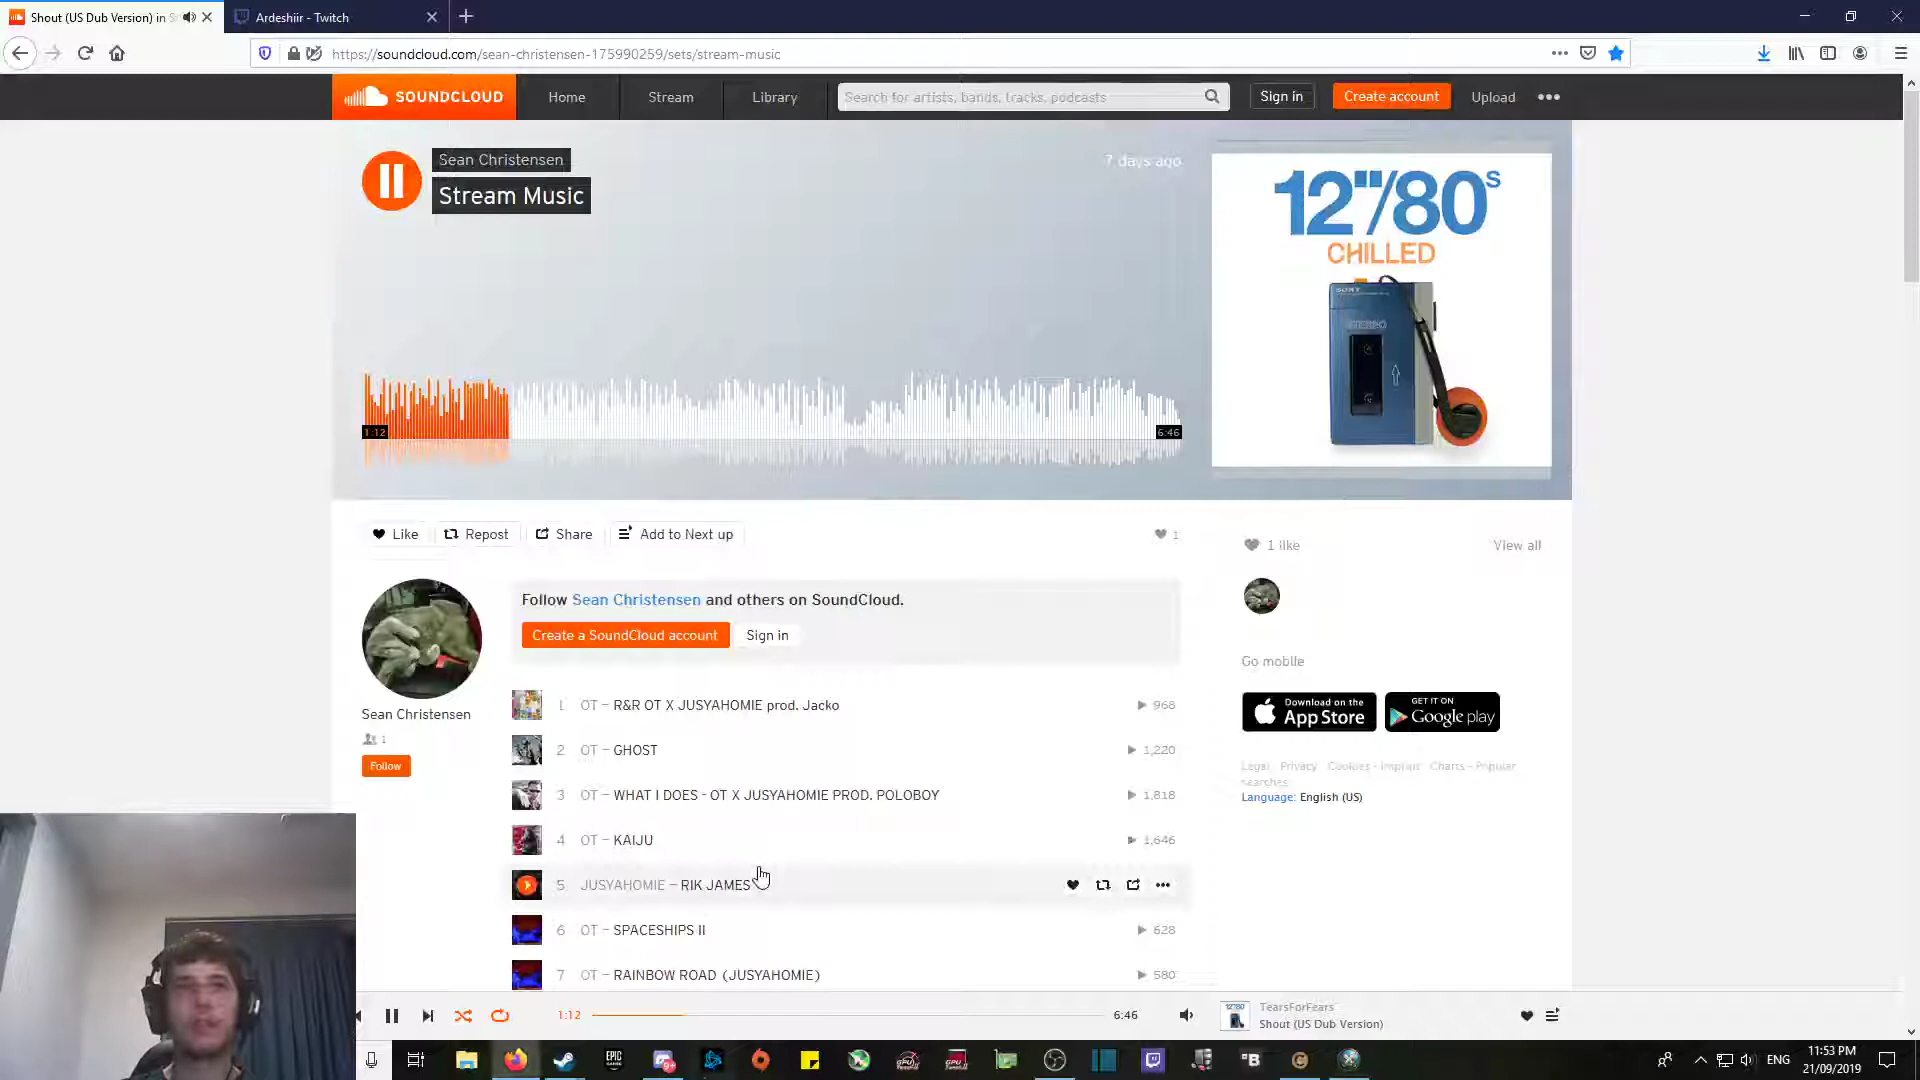 Shout (US Dub Version) in S
Ardeshiir - Twitch
https://soundcloud.com/sean-christensen-175990259/sets/stream-music
SOUNDCLOUD
Home
Stream
Library
Search for artists, bands, tracks, podcasts
Sign in
Create account
Upload
Sean Christensen
Stream Music
7 days ago
12"/80s
CHILLED
SONY
STEREO
1:12
6:46
Like
Repost
Share
Add to Next up
1
1 like
View all
Follow Sean Christensen and others on SoundCloud.
Create a SoundCloud account
Sign in
Sean Christensen
1
Follow
Go mobile
Download on the
App Store
GET IT ON
Google play
Legal Privacy Cookies - Imprint Charts - Popular
searches
Language: English (US)
1 OT – R&R OT X JUSYAHOMIE prod. Jacko 968
2 OT – GHOST 1,220
3 OT – WHAT I DOES - OT X JUSYAHOMIE PROD. POLOBOY 1,818
4 OT – KAIJU 1,646
5 JUSYAHOMIE – RIK JAMES
6 OT – SPACESHIPS II 628
7 OT – RAINBOW ROAD (JUSYAHOMIE) 580
1:12
6:46
TearsForFears
Shout (US Dub Version)
EPIC
GAMES
ENG
11:53 PM
21/09/2019